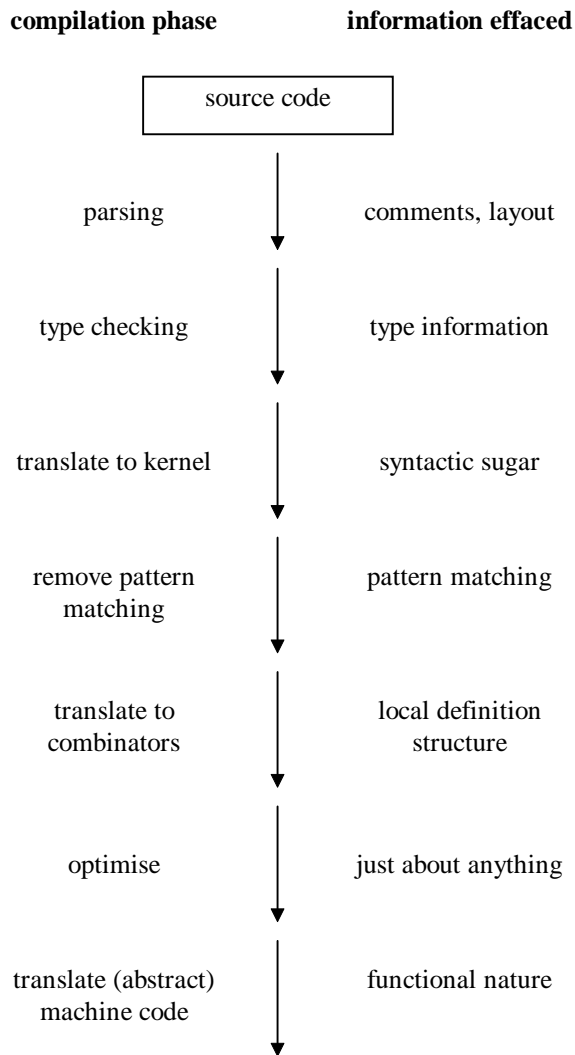 compilation phase information effaced
source code
parsing comments, layout
type checking type information
translate to kernel syntactic sugar
remove pattern pattern matching
matching
translate to local definition
combinators structure
optimise just about anything
translate (abstract) functional nature
machine code